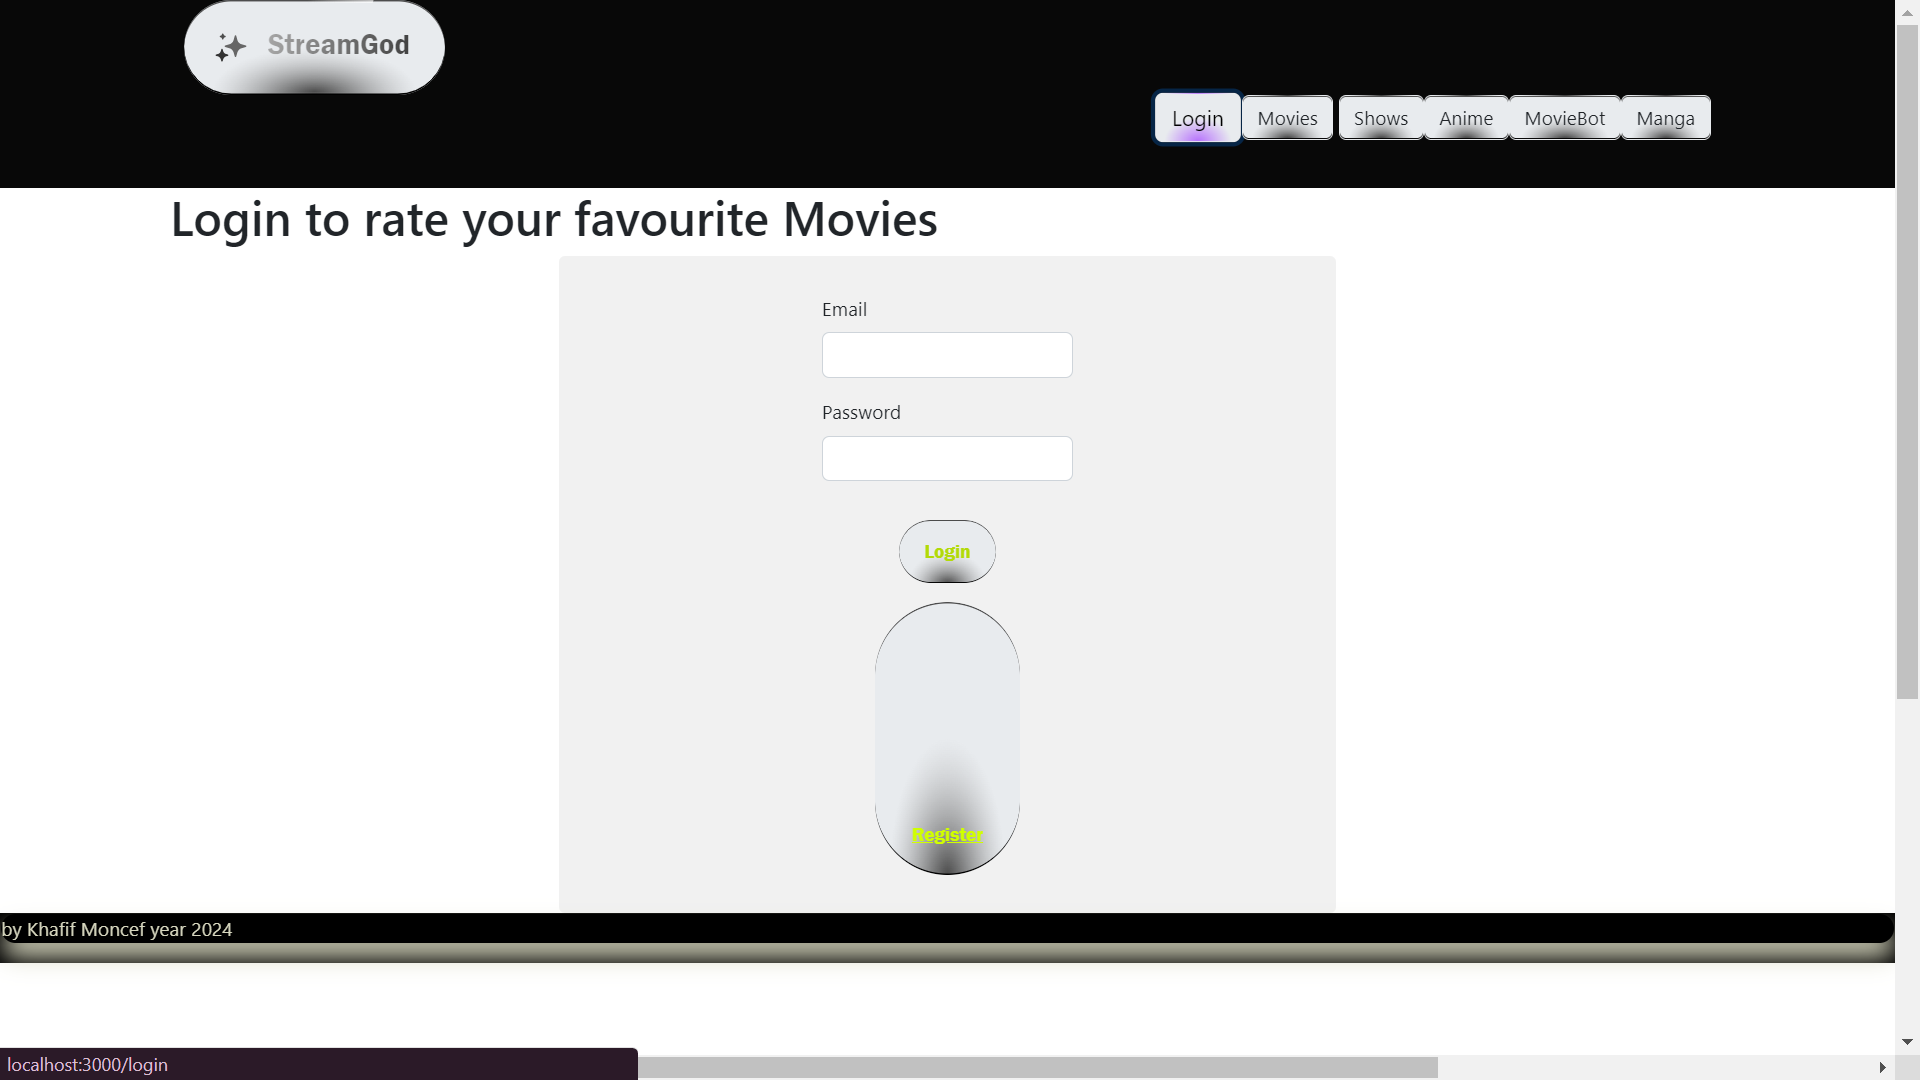 StreamGod
Login Movies Shows Anime MovieBot Manga
Login to rate your favourite Movies
Email
Password
Login
Register
by Khafif Moncef year 2024
localhost:3000/login